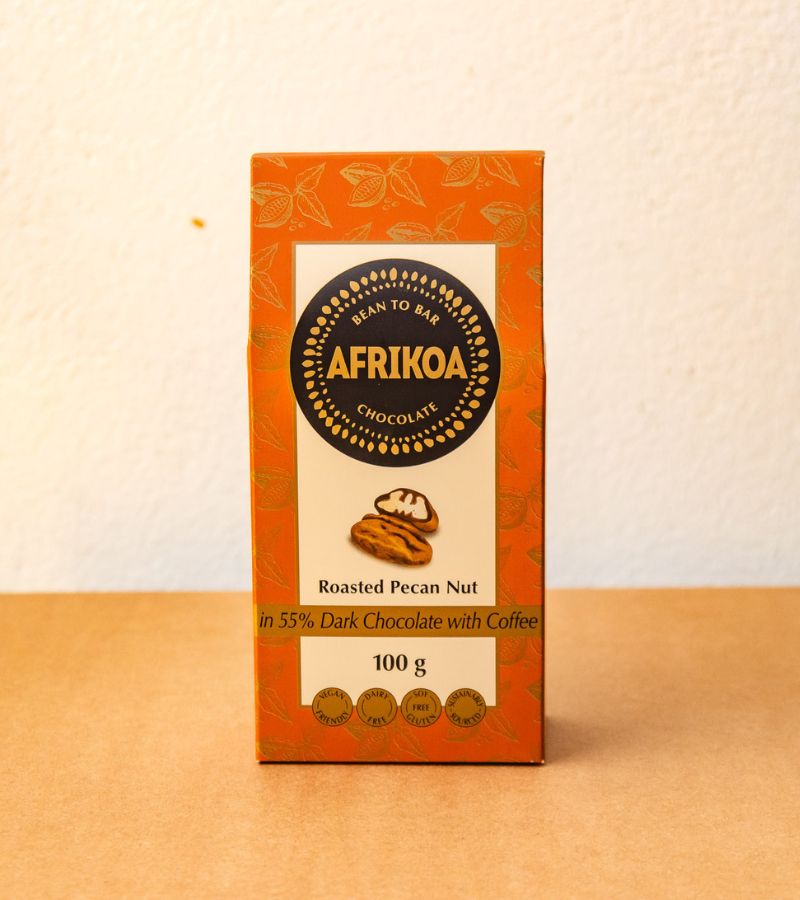 BEAN TO BAR
AFRIKOA
CHOCOLATE
Roasted Pecan Nut
in 55% Dark Chocolate with Coffee
100 g
VEGAN
FRIENDLY
DAIRY
FREE
SOY
FREE
GLUTEN
SUSTAINABLY
SOURCED